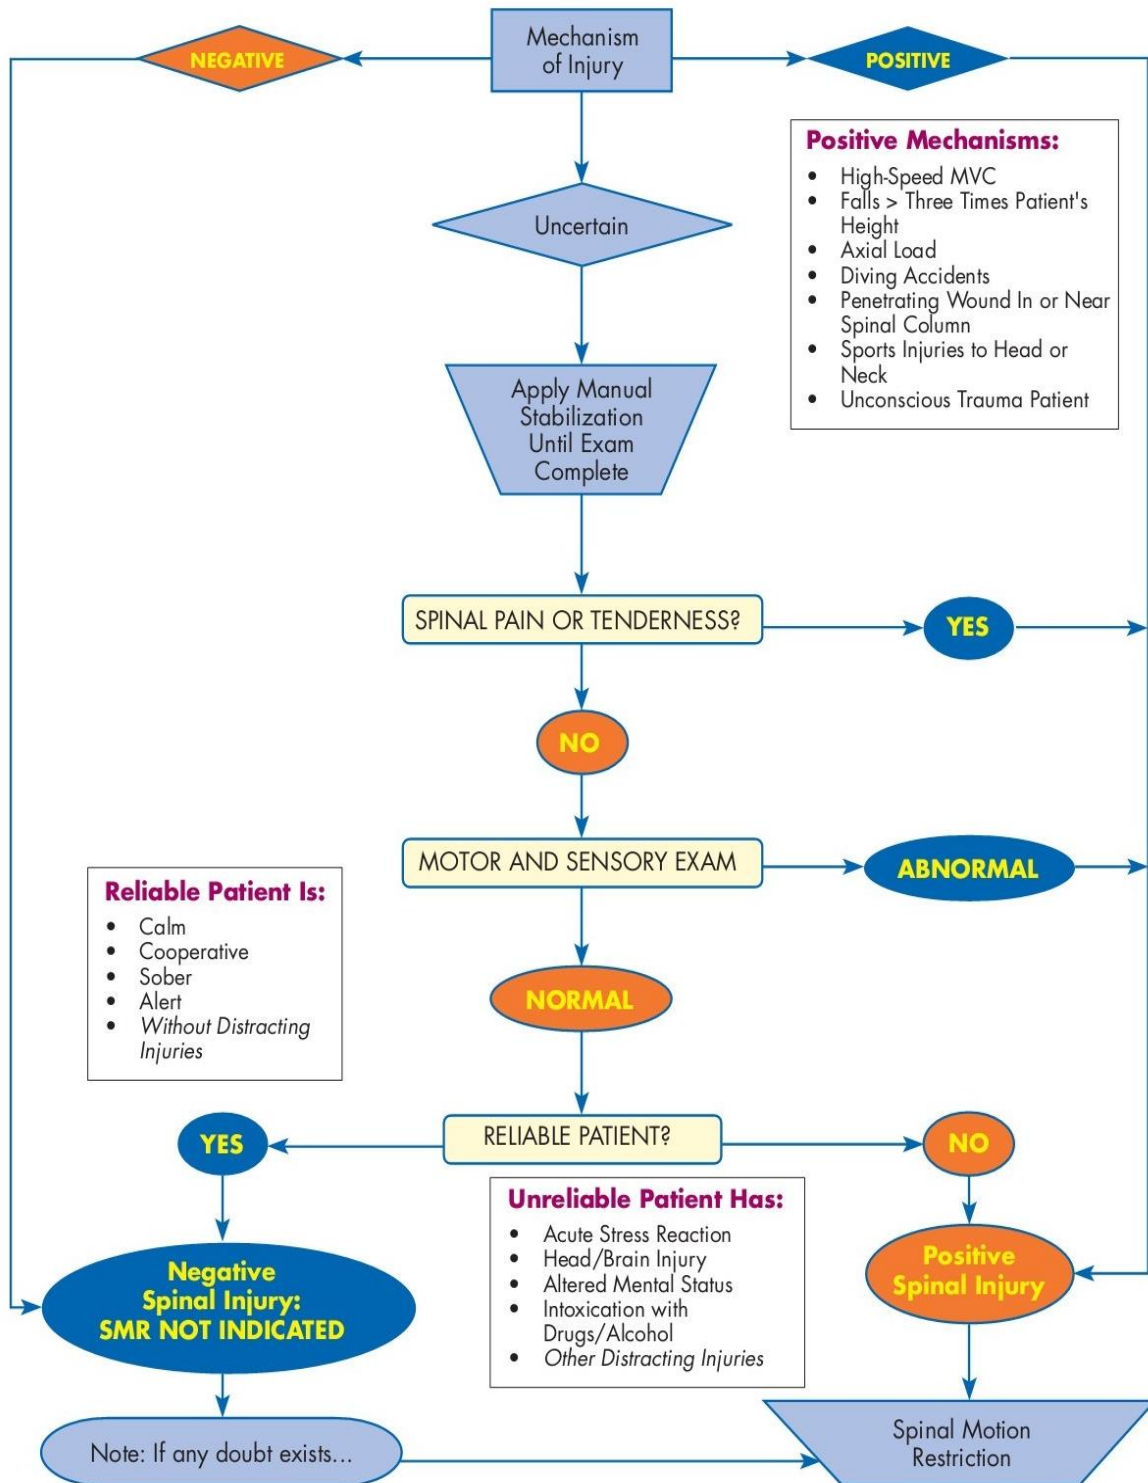 Mechanism
of Injury
NEGATIVE
POSITIVE
Positive Mechanisms:
• High-Speed MVC
• Falls > Three Times Patient's
Height
• Axial Load
• Diving Accidents
• Penetrating Wound In or Near
Spinal Column
• Sports Injuries to Head or
Neck
• Unconscious Trauma Patient
Uncertain
Apply Manual
Stabilization
Until Exam
Complete
SPINAL PAIN OR TENDERNESS?
YES
NO
MOTOR AND SENSORY EXAM
ABNORMAL
Reliable Patient Is:
• Calm
• Cooperative
• Sober
• Alert
• Without Distracting
Injuries
NORMAL
RELIABLE PATIENT?
YES
NO
Unreliable Patient Has:
• Acute Stress Reaction
• Head/Brain Injury
• Altered Mental Status
• Intoxication with
Drugs/Alcohol
• Other Distracting Injuries
Negative
Spinal Injury:
SMR NOT INDICATED
Positive
Spinal Injury
Note: If any doubt exists...
Spinal Motion
Restriction